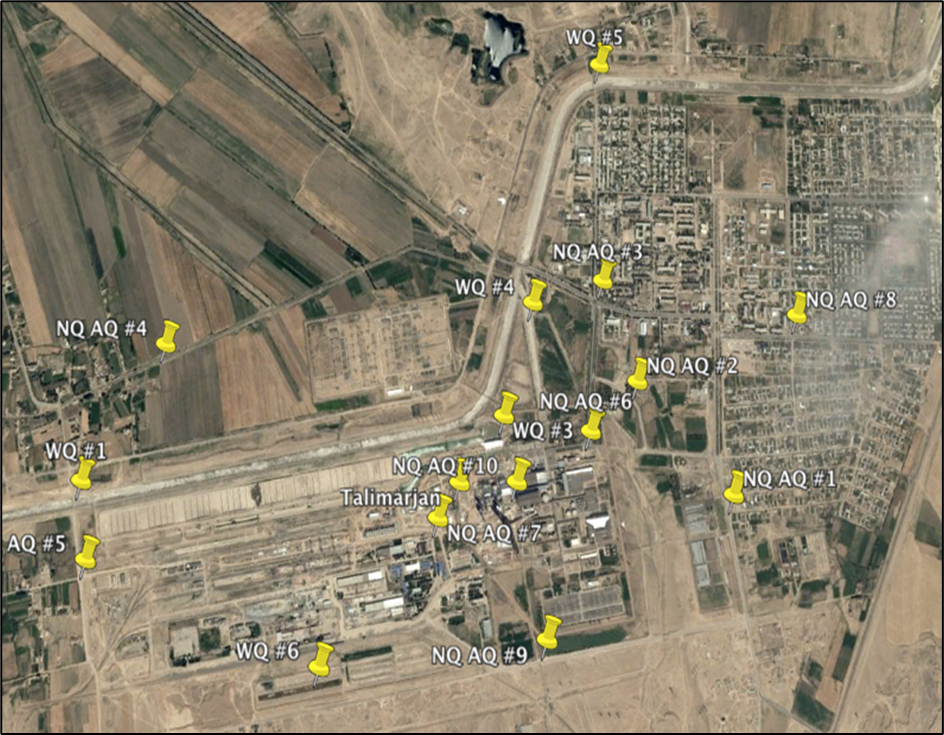 WQ #5
NQ AQ #3
WQ #4
NQ AQ #8
NQ AQ #4
NQ AQ #2
NQ AQ #6
WQ #3
WQ #1
NQ AQ #10
NQ AQ #1
Talimarjan
NQ AQ #7
AQ #5
WQ #6
NQ AQ #9